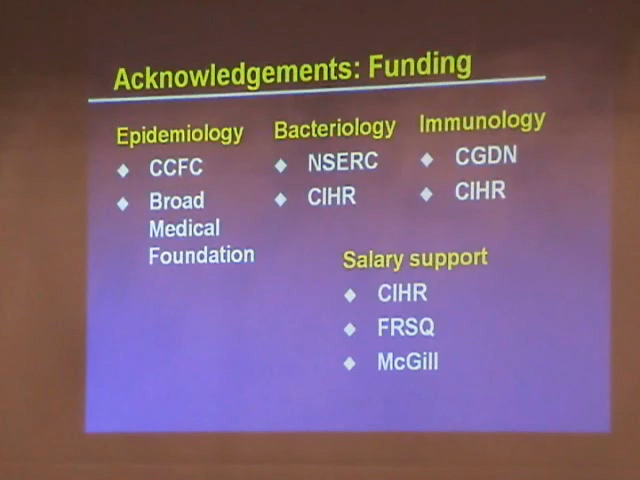 Acknowledgements: Funding
Epidemiology
◆ CCFC
◆ Broad
Medical
Foundation
Bacteriology
◆ NSERC
◆ CIHR
Immunology
◆ CGDN
◆ CIHR
Salary support
◆ CIHR
◆ FRSQ
◆ McGill